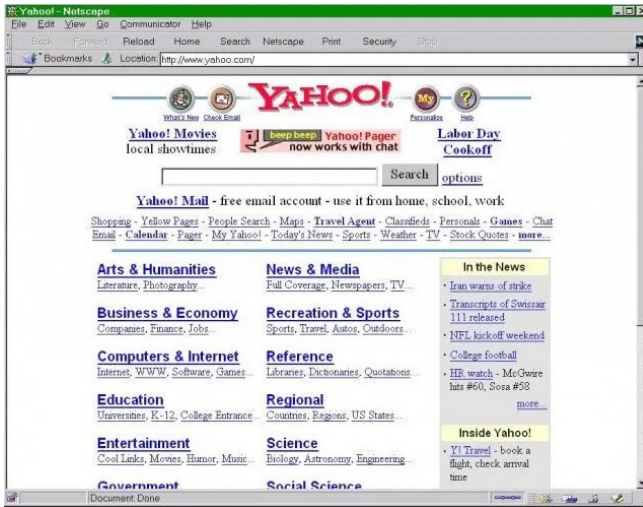 Yahoo! - Netscape
File Edit View Go Communicator Help
Back Forward Reload Home Search Netscape Print Security Stop
Bookmarks Location: http://www.yahoo.com/
YAHOO!
What's New Check Email Personalize Help
My
Yahoo! Movies
local showtimes
beep beep Yahoo! Pager
now works with chat
Labor Day
Cookoff
Search options
Yahoo! Mail - free email account - use it from home, school, work
Shopping - Yellow Pages - People Search - Maps - Travel Agent - Classifieds - Personals - Games - Chat
Email - Calendar - Pager - My Yahoo! - Today's News - Sports - Weather - TV - Stock Quotes - more...
Arts & Humanities
Literature, Photography...
Business & Economy
Companies, Finance, Jobs...
Computers & Internet
Internet, WWW, Software, Games...
Education
Universities, K-12, College Entrance...
Entertainment
Cool Links, Movies, Humor, Music...
Government
News & Media
Full Coverage, Newspapers, TV...
Recreation & Sports
Sports, Travel, Autos, Outdoors...
Reference
Libraries, Dictionaries, Quotations...
Regional
Countries, Regions, US States...
Science
Biology, Astronomy, Engineering...
Social Science
In the News
· Iran warns of strike
· Transcripts of Swissair
111 released
· NFL kickoff weekend
· College football
· HR watch - McGwire
hits #60, Sosa #58
more...
Inside Yahoo!
· Y! Travel - book a
flight, check arrival
time
Document: Done